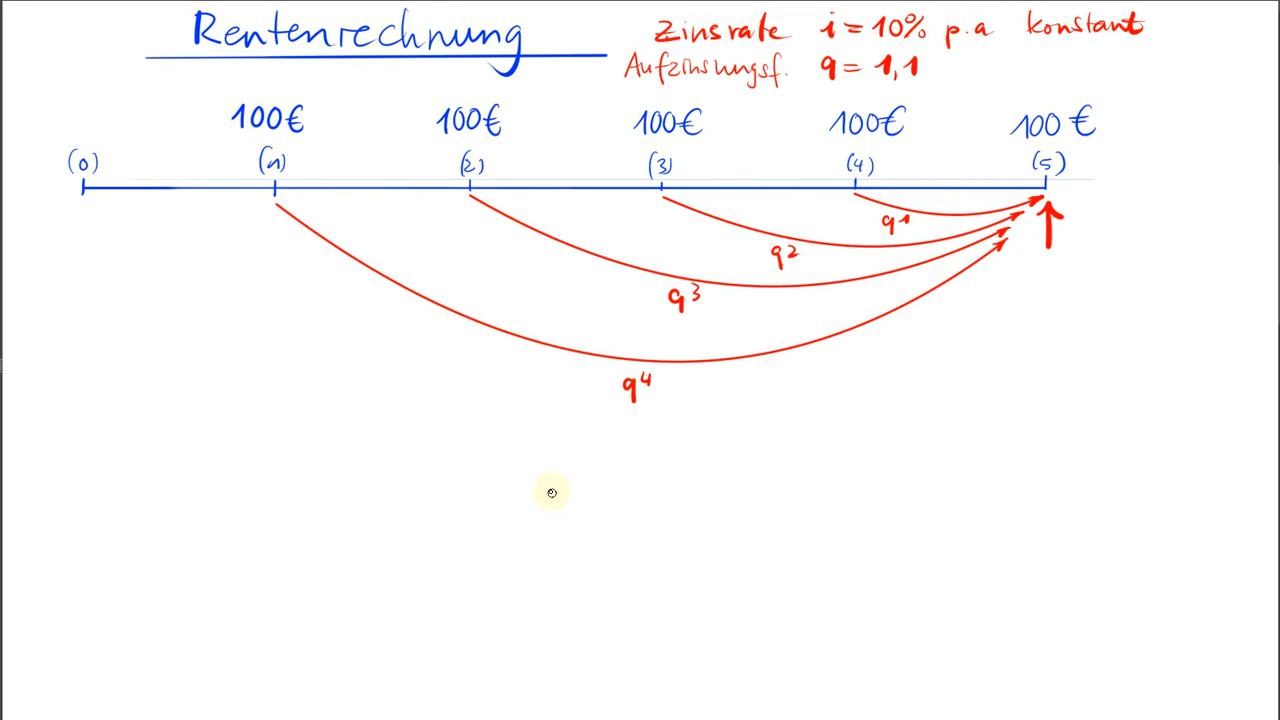 Rentenrechnung
Zinsrate i = 10% p.a konstant
Aufzinsungsf. q = 1,1
100€ 100€ 100€ 100€ 100€
(0) (1) (2) (3) (4) (5)
q1
q2
q3
q4